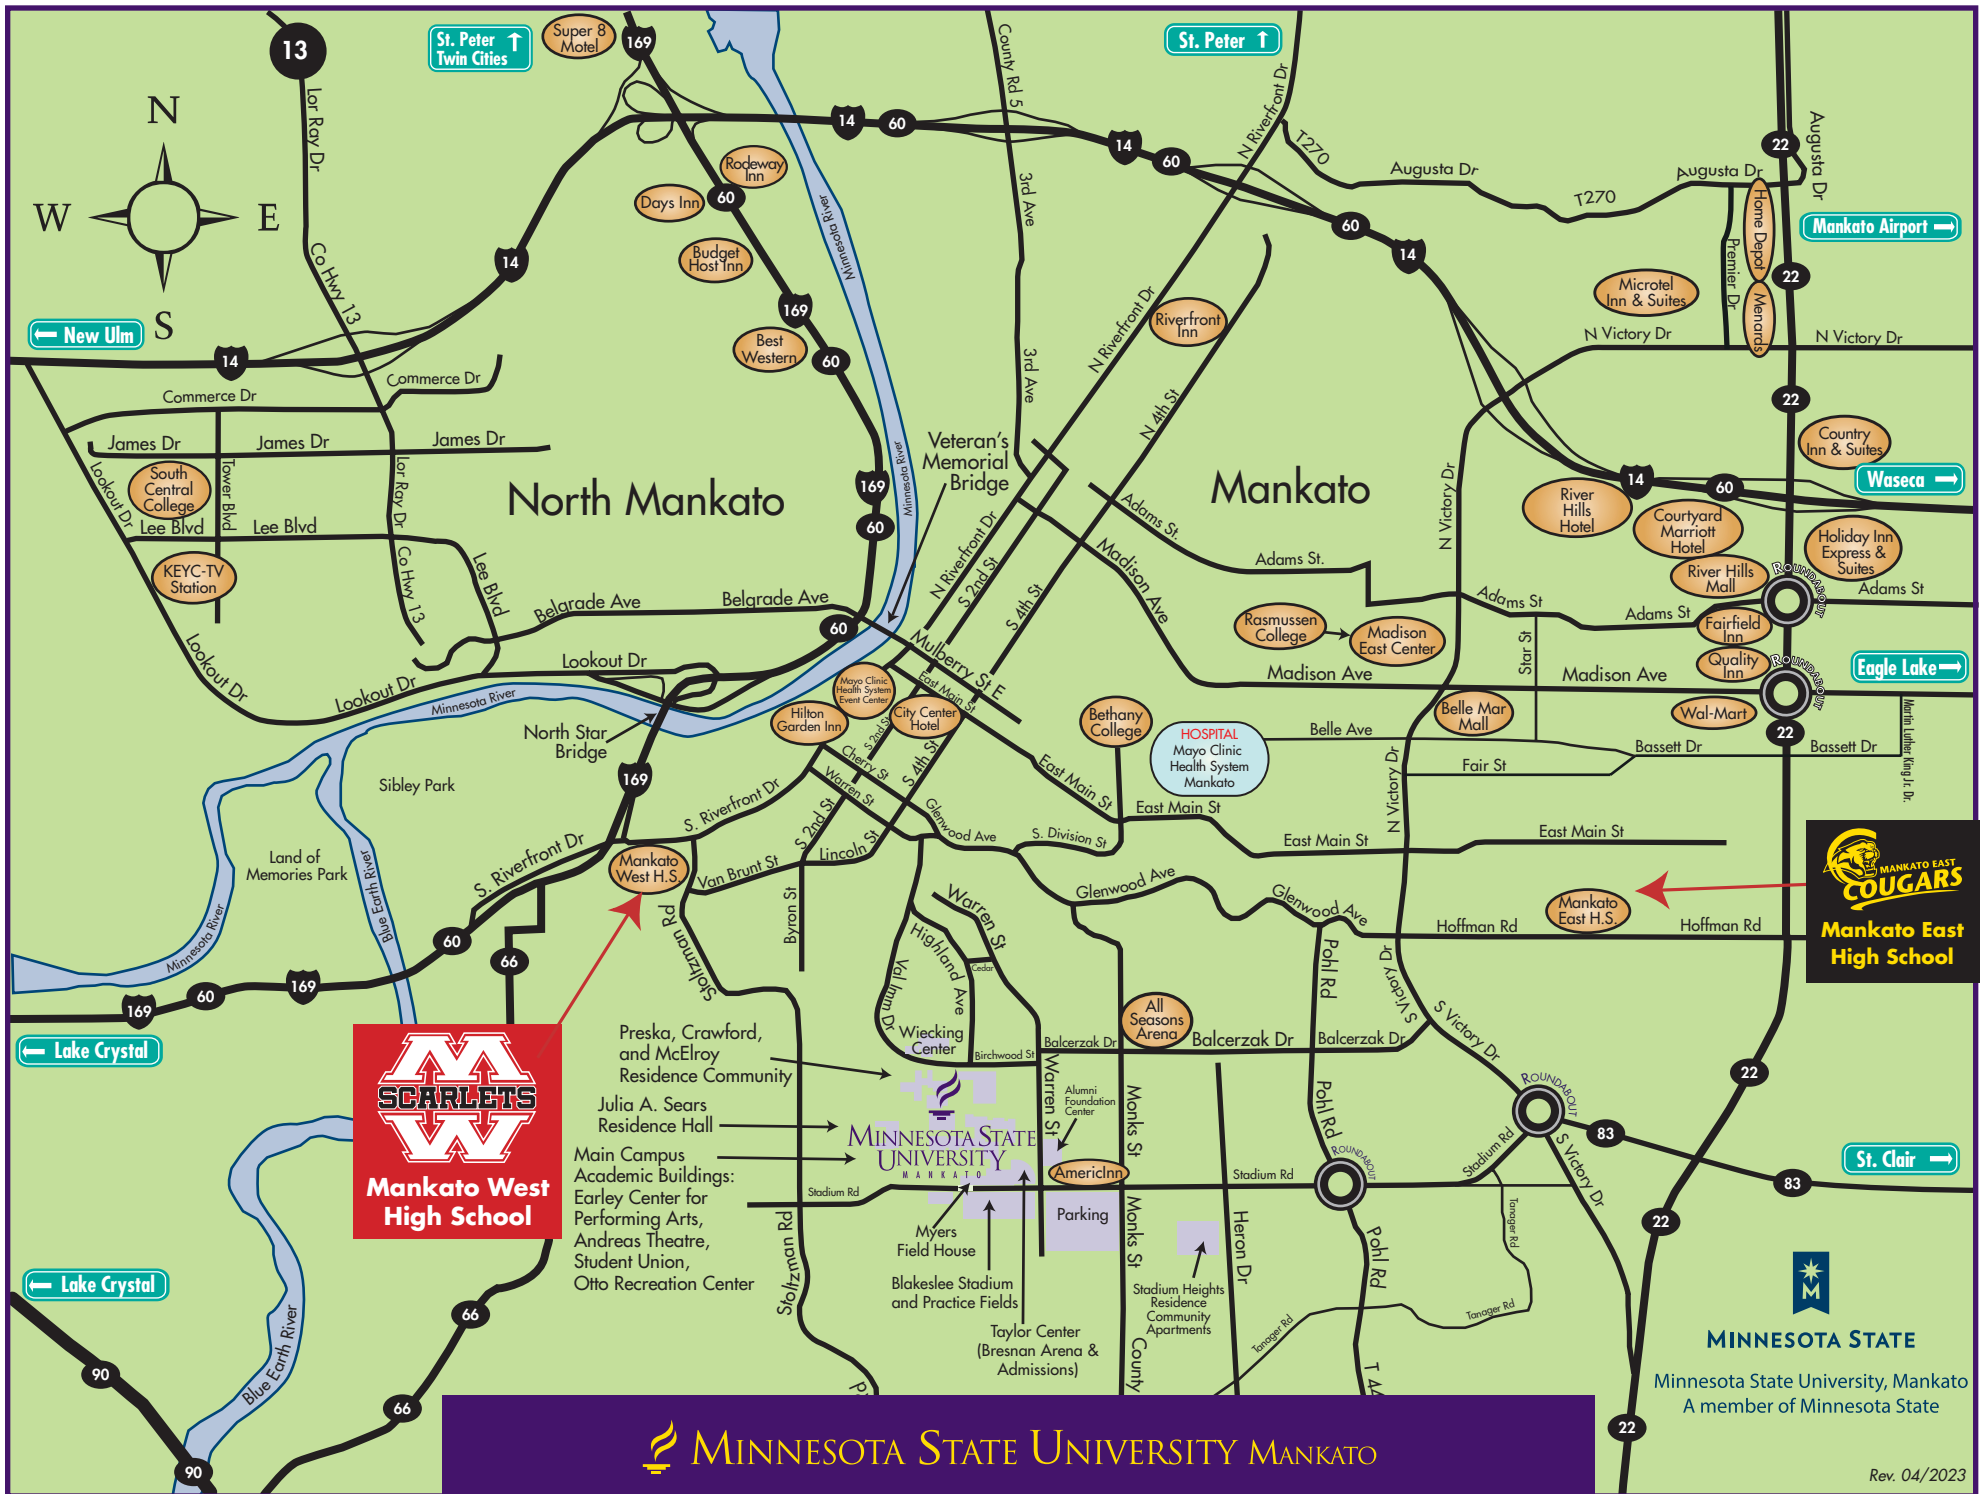 13
St. Peter ↑
Twin Cities
Super 8
Motel
169
County Rd 5
St. Peter ↑
N Riverfront Dr
Lor Ray Dr
N
W
E
S
14
60
14
60
T270
Augusta Dr
T270
Augusta Dr
22
Augusta Dr
Rodeway
Inn
Days Inn
60
Budget
Host Inn
Minnesota River
3rd Ave
60
14
Home Depot
Premier Dr
Mankato Airport →
22
Microtel
Inn & Suites
Menards
Co Hwy 13
14
169
Best
Western
60
N Riverfront Dr
Riverfront
Inn
N Victory Dr
N Victory Dr
← New Ulm
14
Commerce Dr
Commerce Dr
3rd Ave
N 4th St
22
James Dr
James Dr
James Dr
Country
Inn & Suites
South
Central
College
Lookout Dr
Tower Blvd
Lor Ray Dr
North Mankato
169
60
Minnesota River
Veteran's
Memorial
Bridge
Mankato
N Victory Dr
14
60
Waseca →
River
Hills
Hotel
Courtyard
Marriott
Hotel
Holiday Inn
Express &
Suites
Lee Blvd
Lee Blvd
Lee Blvd
KEYC-TV
Station
Co Hwy 13
N Riverfront Dr
S 2nd St
S 4th St
Adams St.
Madison Ave
Adams St.
River Hills
Mall
ROUNDABOUT
Adams St
Adams St
Adams St
Fairfield
Inn
Belgrade Ave
Belgrade Ave
60
Mulberry St E
Rasmussen
College
Madison
East Center
Star St
Quality
Inn
ROUNDABOUT
Eagle Lake →
Lookout Dr
Lookout Dr
Lookout Dr
Minnesota River
Mayo Clinic
Health System
Event Center
East Main St
Madison Ave
Madison Ave
North Star
Bridge
Hilton
Garden Inn
S 2nd St
City Center
Hotel
Bethany
College
HOSPITAL
Mayo Clinic
Health System
Mankato
Belle Ave
Belle Mar
Mall
Wal-Mart
22
Martin Luther King Jr. Dr.
Bassett Dr
Bassett Dr
Fair St
Sibley Park
169
Cherry St
Warren St
S 4th St
East Main St
East Main St
N Victory Dr
S. Riverfront Dr
S 2nd St
Glenwood Ave
S. Division St
East Main St
East Main St
Land of
Memories Park
S. Riverfront Dr
Mankato
West H.S.
Van Brunt St
Lincoln St
Byron St
Glenwood Ave
Glenwood Ave
Mankato
East H.S.
MANKATO EAST
COUGARS
Mankato East
High School
Hoffman Rd
Hoffman Rd
Minnesota River
Blue Earth River
60
66
Stoltzman Rd
Warren St
Highland Ave
Val Imm Dr
Cedar
Pohl Rd
S Victory Dr
169
60
169
All
Seasons
Arena
S Victory Dr
Preska, Crawford,
and McElroy
Residence Community
Wiecking
Center
Birchwood St
Balcerzak Dr
Balcerzak Dr
Balcerzak Dr
← Lake Crystal
M
SCARLETS
W
Mankato West
High School
Julia A. Sears
Residence Hall
Warren St
Alumni
Foundation
Center
Monks St
Pohl Rd
22
ROUNDABOUT
83
MINNESOTA STATE
UNIVERSITY
MANKATO
Main Campus
Academic Buildings:
Earley Center for
Performing Arts,
Andreas Theatre,
Student Union,
Otto Recreation Center
AmericInn
Stadium Rd
Stadium Rd
ROUNDABOUT
Stadium Rd
S Victory Dr
St. Clair →
83
Stoltzman Rd
Parking
Myers
Field House
Monks St
Heron Dr
Tanager Rd
22
Pohl Rd
Blakeslee Stadium
and Practice Fields
Stadium Heights
Residence
Community
Apartments
← Lake Crystal
66
Taylor Center
(Bresnan Arena &
Admissions)
County
Tanager Rd
Tanager Rd
M
MINNESOTA STATE
Minnesota State University, Mankato
A member of Minnesota State
90
Blue Earth River
66
T 44
22
90
MINNESOTA STATE UNIVERSITY MANKATO
Rev. 04/2023